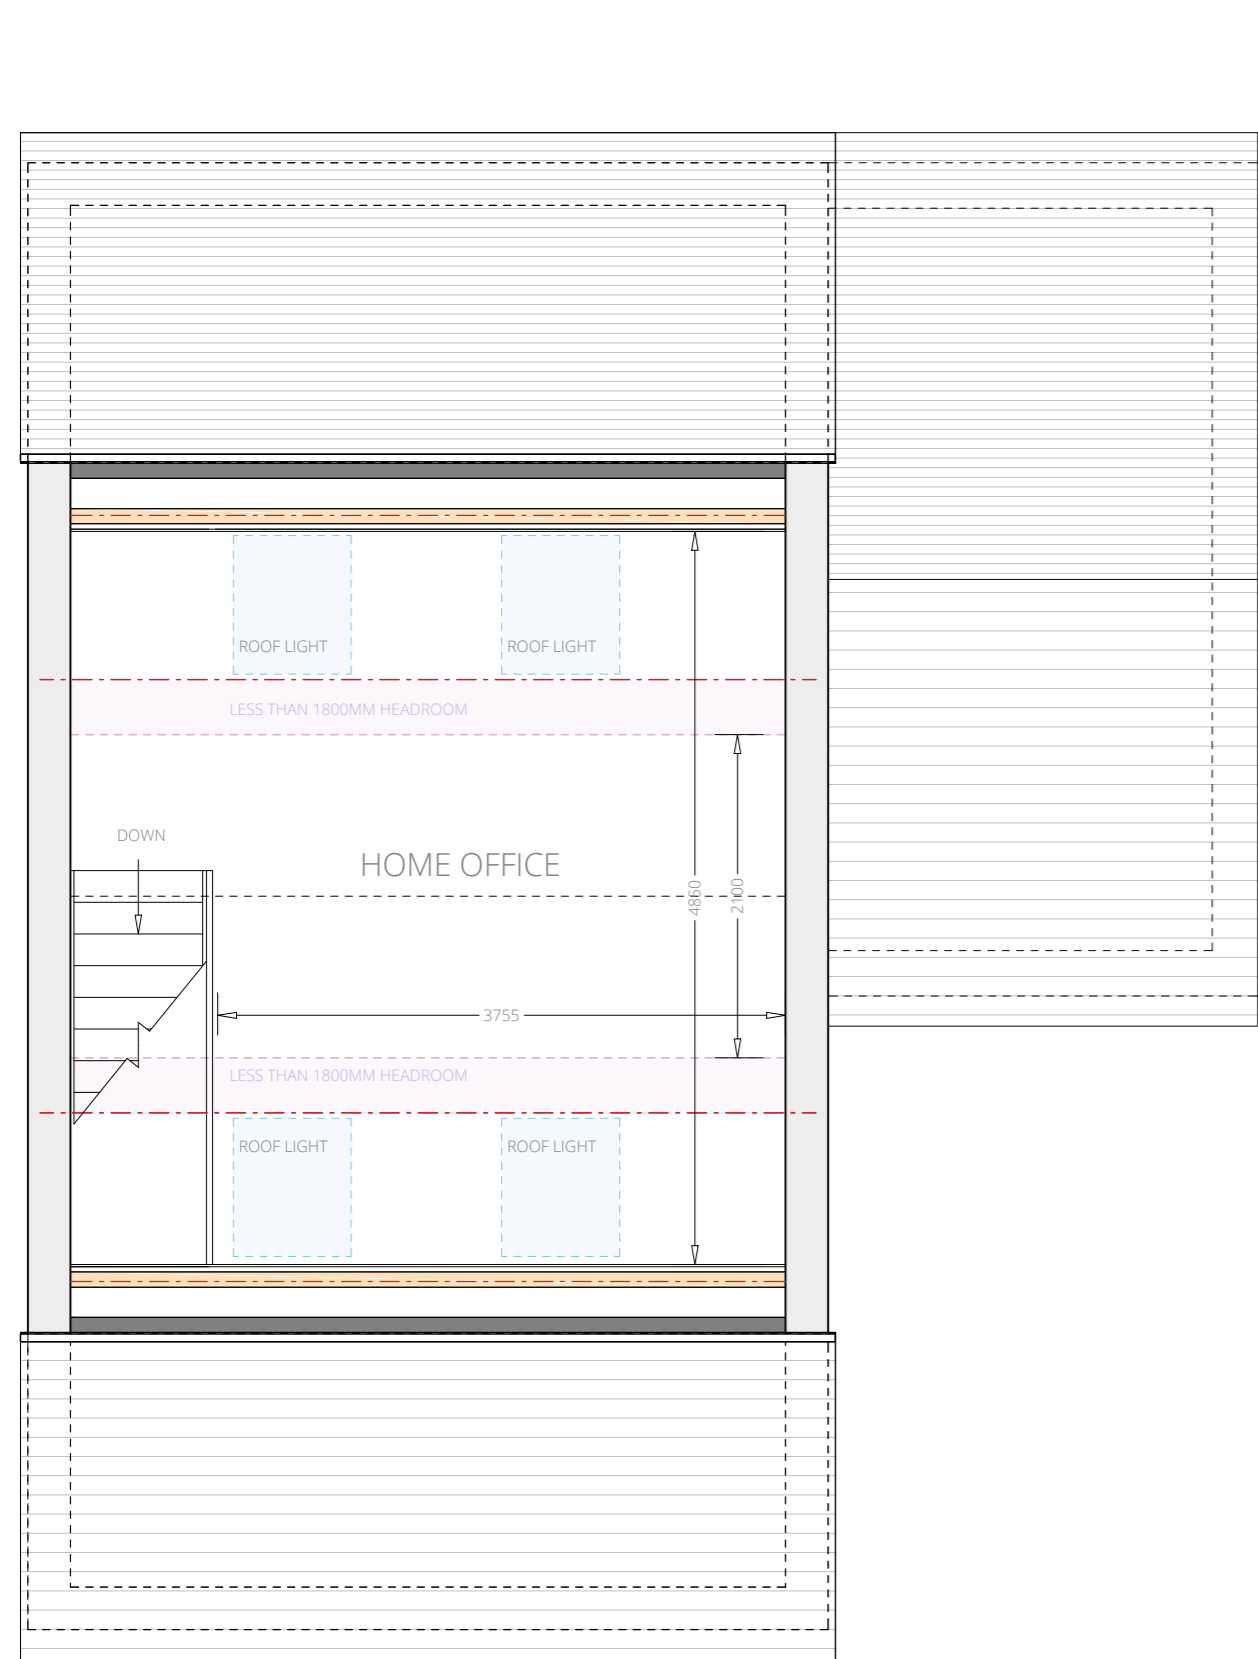 ROOF LIGHT
ROOF LIGHT
LESS THAN 1800MM HEADROOM
DOWN
HOME OFFICE
4860
2100
3755
LESS THAN 1800MM HEADROOM
ROOF LIGHT
ROOF LIGHT